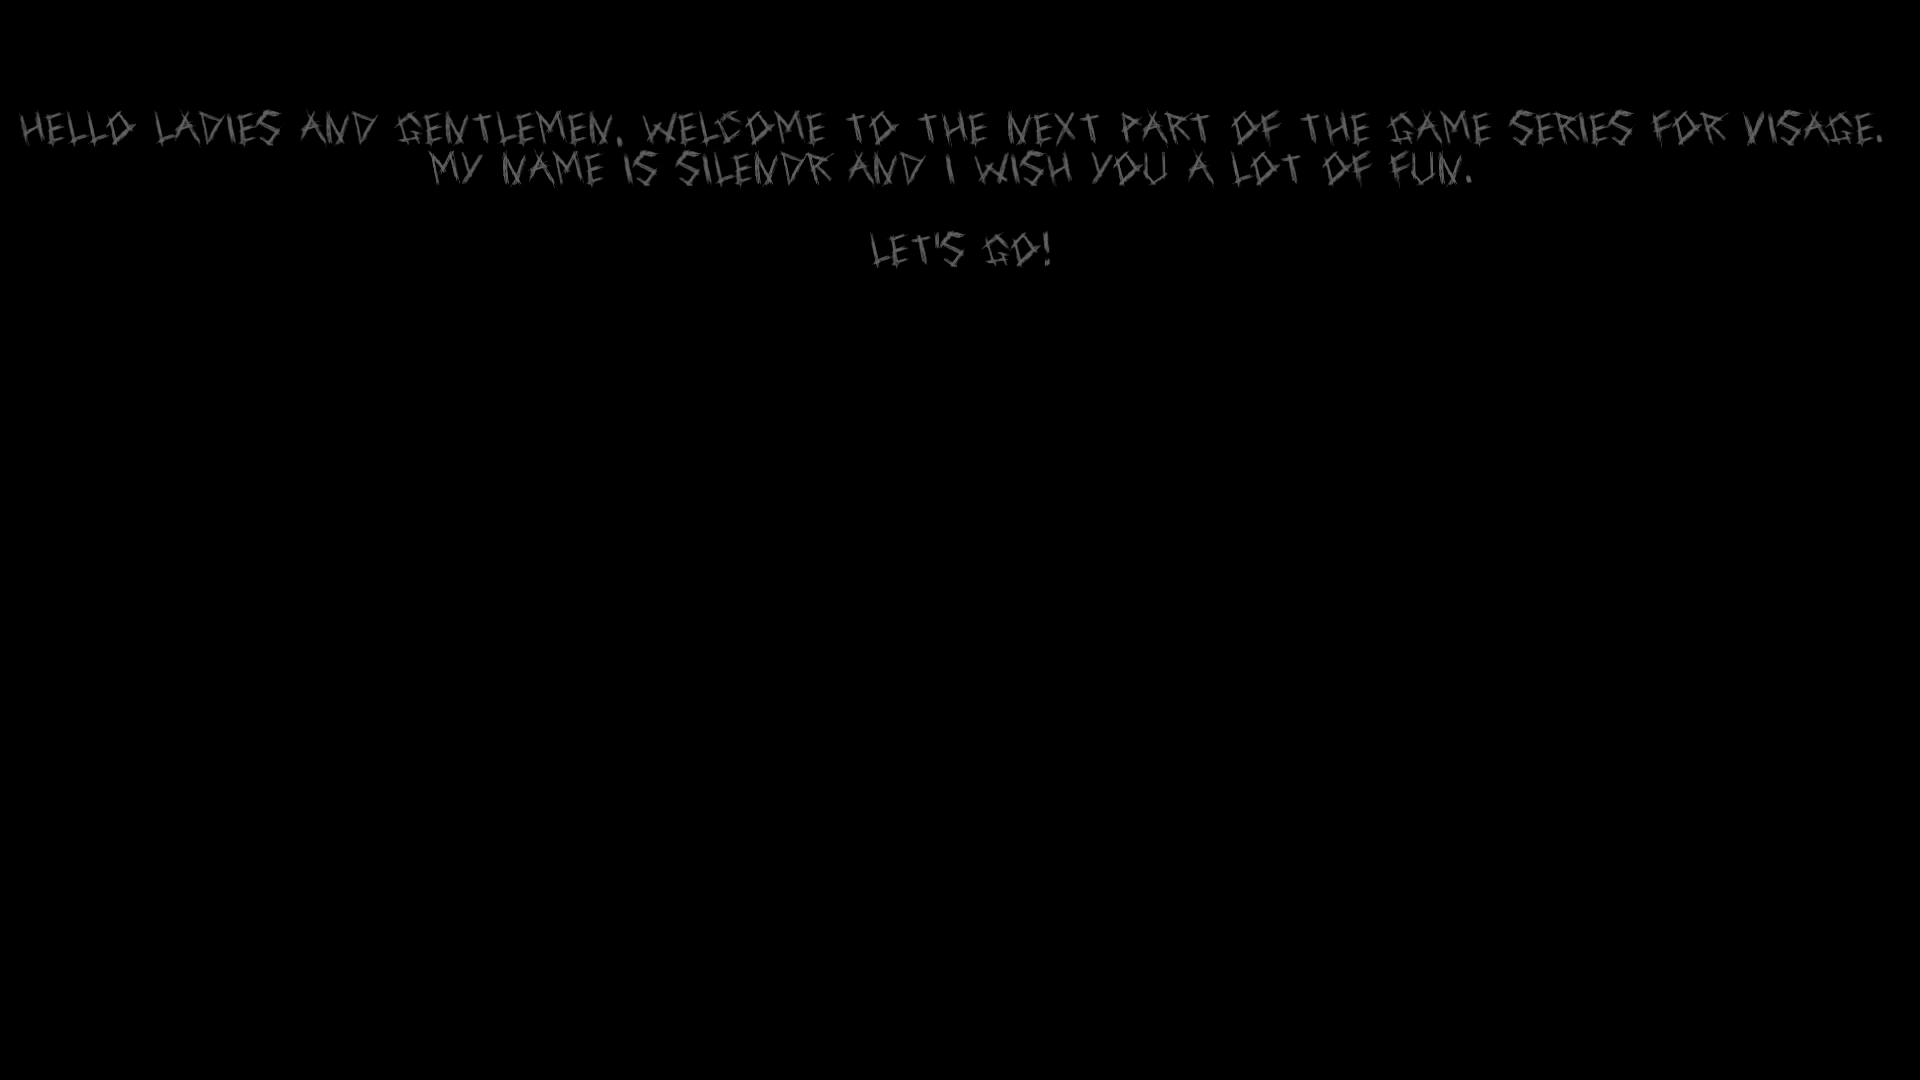 HELLO LADIES AND GENTLEMEN. WELCOME TO THE NEXT PART OF THE GAME SERIES FOR VISAGE.
MY NAME IS SILENDR AND I WISH YOU A LOT OF FUN.
LET'S GO!